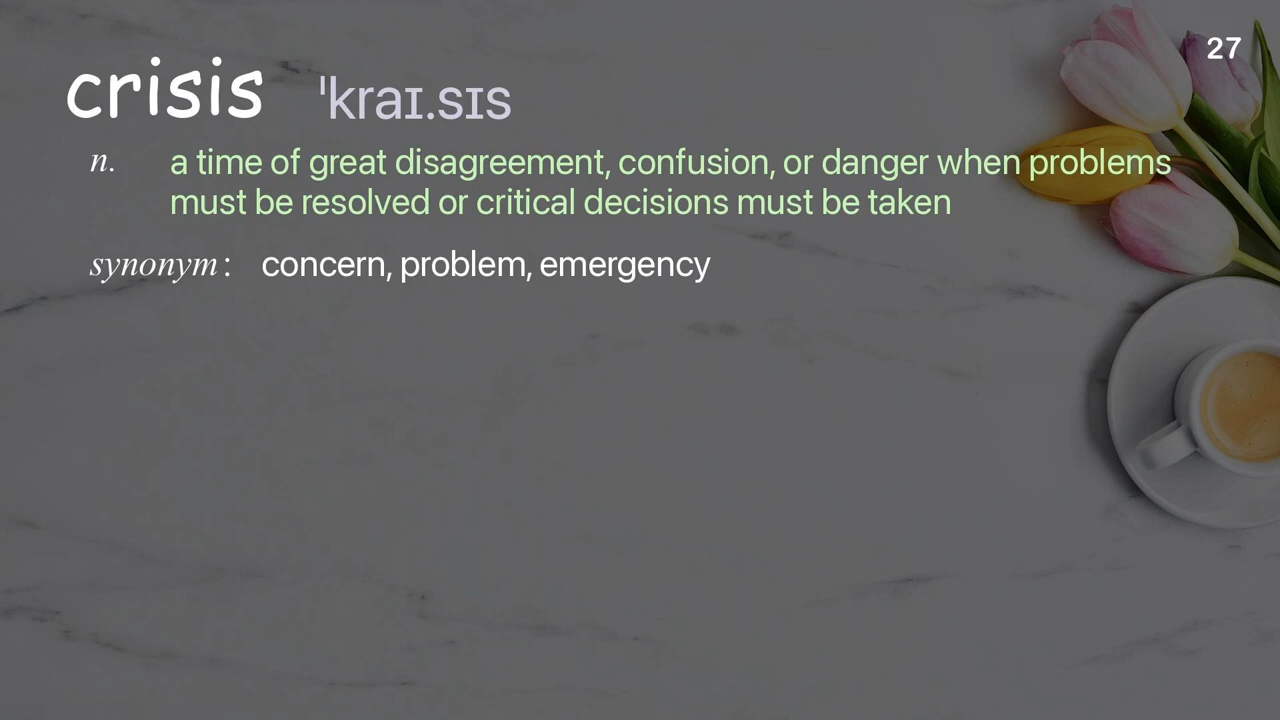 27
crisis ˈkraɪ.sɪs
n. a time of great disagreement, confusion, or danger when problems
must be resolved or critical decisions must be taken
synonym : concern, problem, emergency